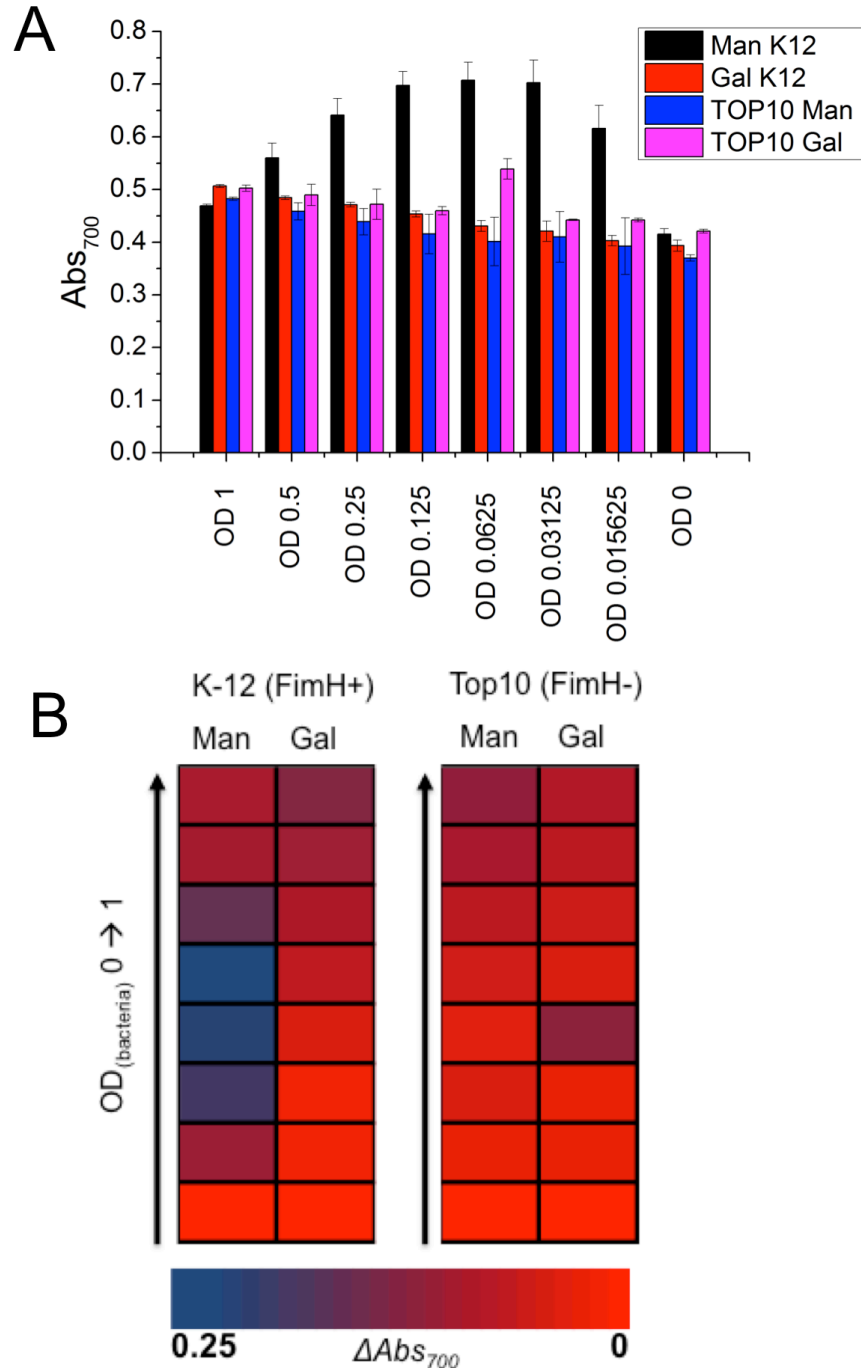 A
0.8
0.7
0.6
0.5
0.4
0.3
0.2
0.1
0.0
Abs700
Man K12
Gal K12
TOP10 Man
TOP10 Gal
OD 1
OD 0.5
OD 0.25
OD 0.125
OD 0.0625
OD 0.03125
OD 0.015625
OD 0
B
K-12 (FimH+)
Top10 (FimH-)
Man Gal
Man Gal
OD(bacteria) 0 → 1
0.25
ΔAbs700
0